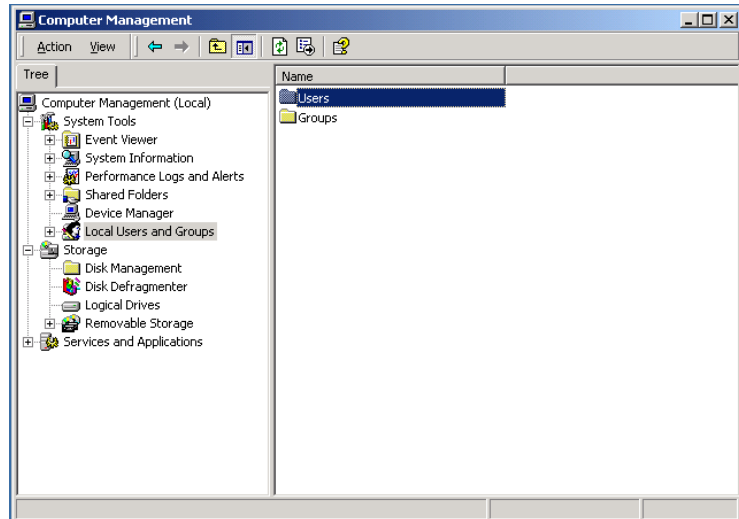 Computer Management
Action View
Tree
Name
Computer Management (Local)
System Tools
Event Viewer
System Information
Performance Logs and Alerts
Shared Folders
Device Manager
Local Users and Groups
Storage
Disk Management
Disk Defragmenter
Logical Drives
Removable Storage
Services and Applications
Users
Groups